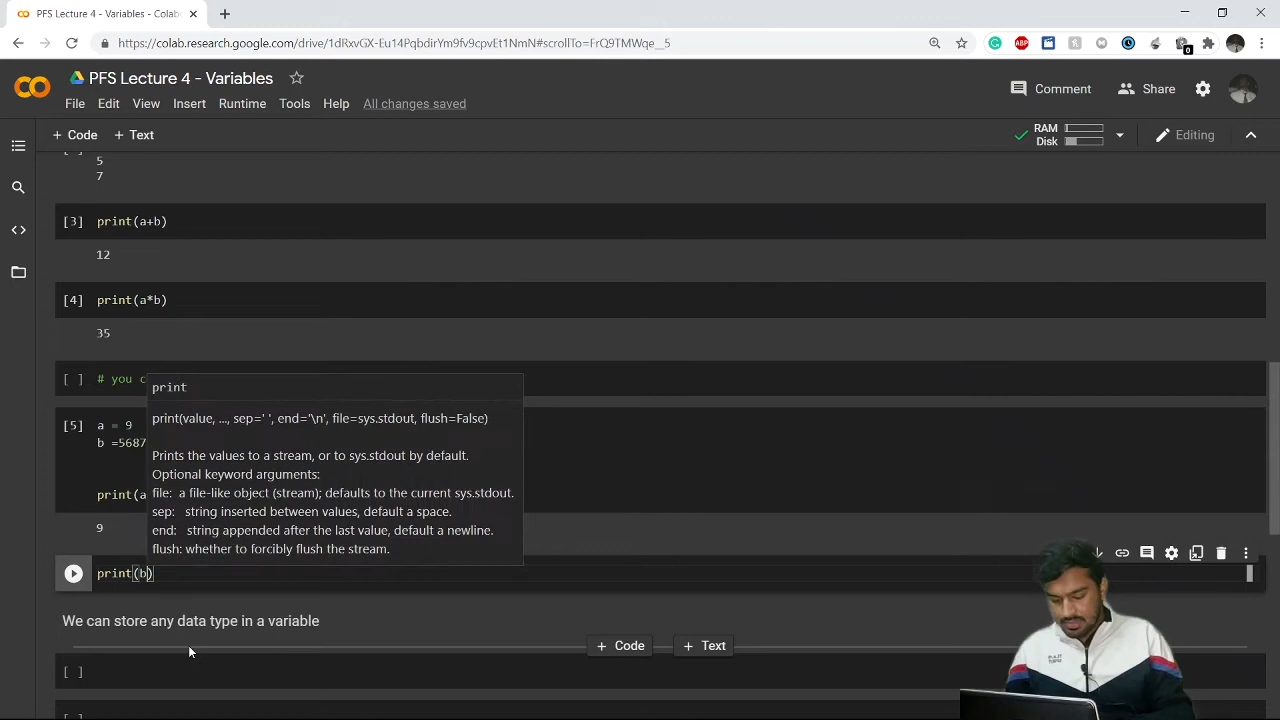 PFS Lecture 4 - Variables - Colab
https://colab.research.google.com/drive/
#scrollTo=FrQ9TMWqe__5
ABP
0
CO
PFS Lecture 4 - Variables
File Edit View Insert Runtime Tools Help All changes saved
Comment
Share
+ Code + Text
RAM
Disk
Editing
[ ]
5
7
[3] print(a+b)
12
[4] print(a*b)
35
[ ] # you c
print
print(value, ..., sep=' ', end='\n', file=sys.stdout, flush=False)
Prints the values to a stream, or to sys.stdout by default.
Optional keyword arguments:
file: a file-like object (stream); defaults to the current sys.stdout.
sep: string inserted between values, default a space.
end: string appended after the last value, default a newline.
flush: whether to forcibly flush the stream.
[5] a = 9
b =5687
print(a
9
print(b)
We can store any data type in a variable
+ Code + Text
[ ]
[ ]